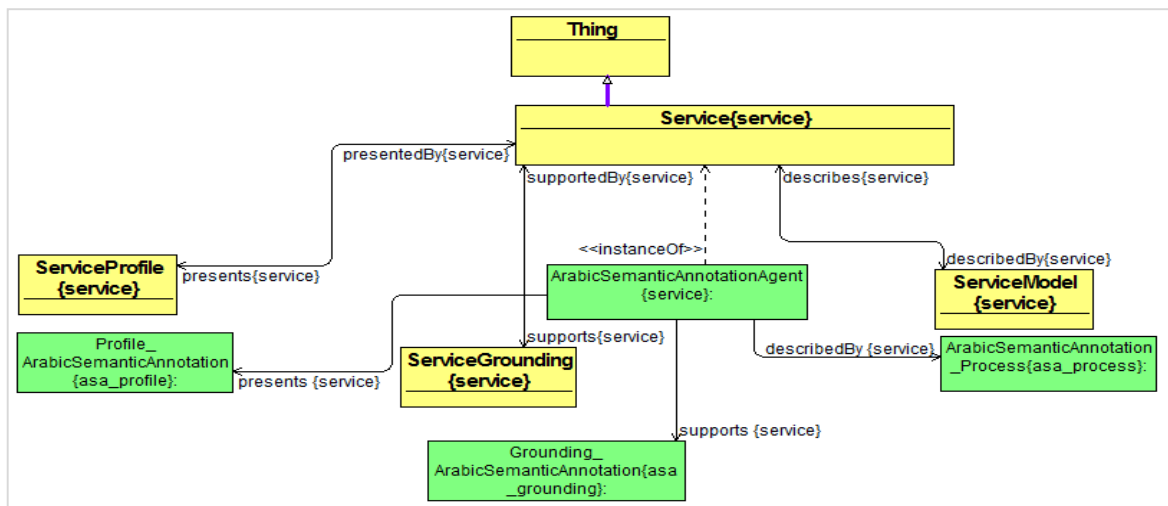 Thing
Service{service}
presentedBy{service}
supportedBy{service}
describes{service}
<<instanceOf>>
describedBy{service}
ServiceProfile
{service}
presents{service}
ArabicSemanticAnnotationAgent
{service}:
ServiceModel
{service}
supports{service}
Profile_
ArabicSemanticAnnotation
{asa_profile}:
presents {service}
ServiceGrounding
{service}
describedBy {service}
ArabicSemanticAnnotation
_Process{asa_process}:
supports {service}
Grounding_
ArabicSemanticAnnotation{asa
_grounding}: